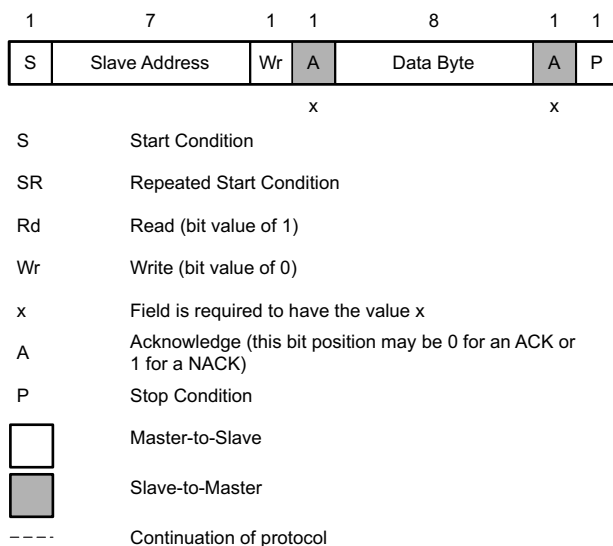 1 7 1 1 8 1 1
S Slave Address Wr A Data Byte A P
x x
S Start Condition
SR Repeated Start Condition
Rd Read (bit value of 1)
Wr Write (bit value of 0)
x Field is required to have the value x
A Acknowledge (this bit position may be 0 for an ACK or
1 for a NACK)
P Stop Condition
Master-to-Slave
Slave-to-Master
Continuation of protocol